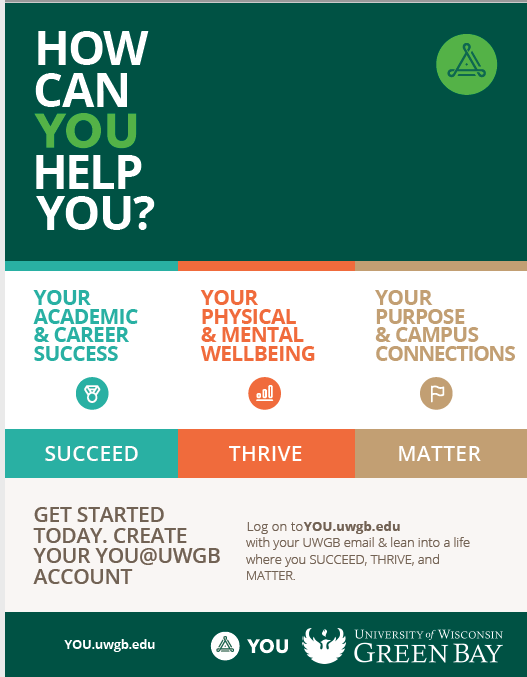 HOW
CAN
YOU
HELP
YOU?
YOUR
ACADEMIC
& CAREER
SUCCESS
YOUR
PHYSICAL
& MENTAL
WELLBEING
YOUR
PURPOSE
& CAMPUS
CONNECTIONS
SUCCEED
THRIVE
MATTER
GET STARTED
TODAY. CREATE
YOUR YOU@UWGB
ACCOUNT
Log on toYOU.uwgb.edu
with your UWGB email & lean into a life
where you SUCCEED, THRIVE, and
MATTER.
YOU.uwgb.edu
YOU
UNIVERSITY of WISCONSIN
GREEN BAY